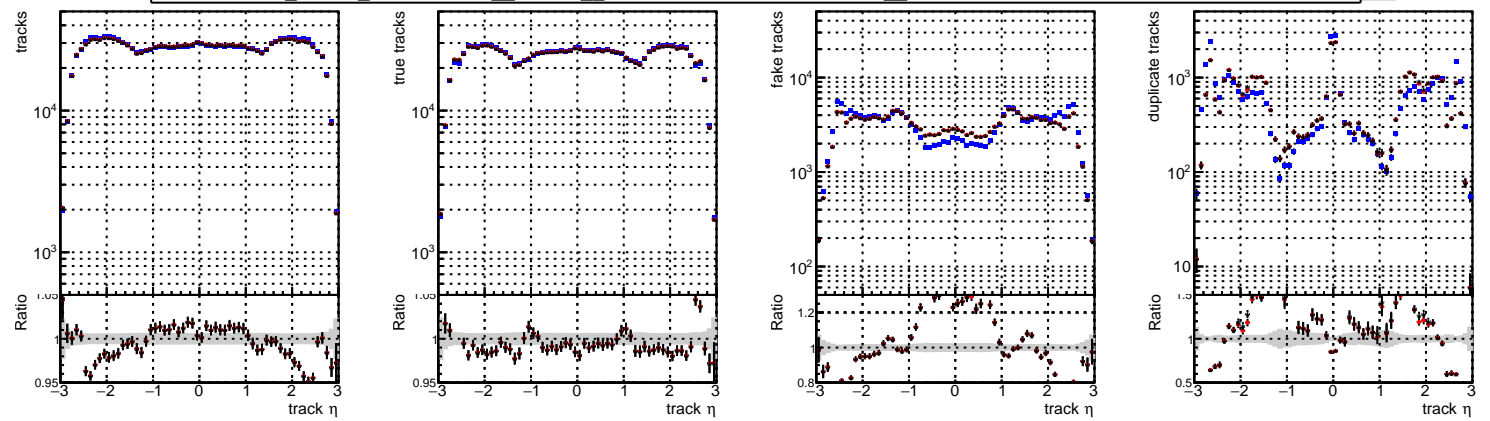 tracks
10⁴
10³
1.05
Ratio
1
0.95
−3 −2 −1 0 1 2 3
track η
true tracks
10⁴
10³
1.05
Ratio
1
0.95
−3 −2 −1 0 1 2 3
track η
fake tracks
10⁴
10³
10²
Ratio
1.2
1
0.8
−3 −2 −1 0 1 2 3
track η
duplicate tracks
10³
10²
10
1.5
Ratio
1
0.5
−3 −2 −1 0 1 2 3
track η